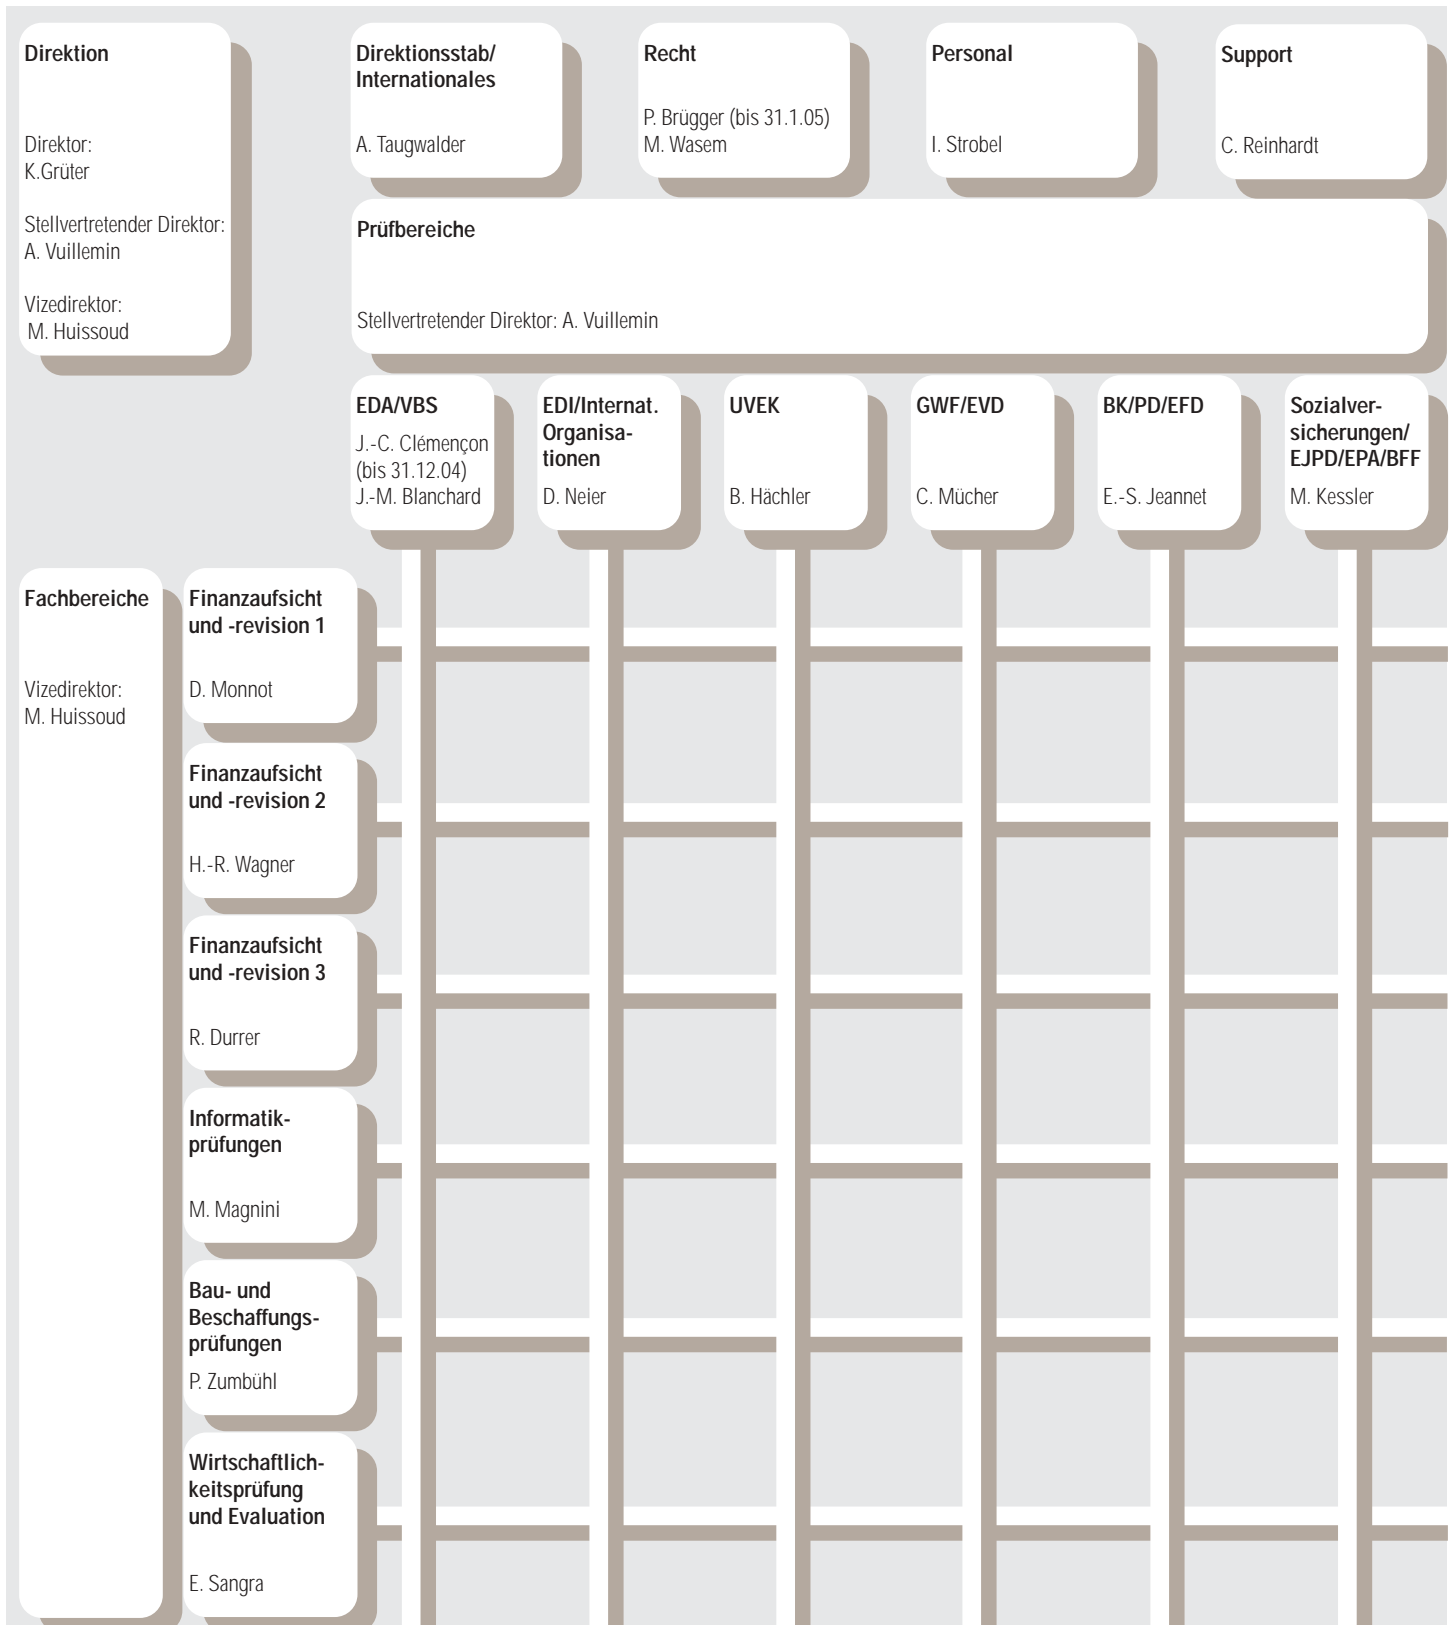 Direktion
Direktor:
K.Grüter
Stellvertretender Direktor:
A. Vuillemin
Vizedirektor:
M. Huissoud
Direktionsstab/
Internationales
A. Taugwalder
Recht
P. Brügger (bis 31.1.05)
M. Wasem
Personal
I. Strobel
Support
C. Reinhardt
Prüfbereiche
Stellvertretender Direktor: A. Vuillemin
EDA/VBS
J.-C. Clémençon
(bis 31.12.04)
J.-M. Blanchard
EDI/Internat.
Organisa-
tionen
D. Neier
UVEK
B. Hächler
GWF/EVD
C. Mücher
BK/PD/EFD
E.-S. Jeannet
Sozialver-
sicherungen/
EJPD/EPA/BFF
M. Kessler
Fachbereiche
Vizedirektor:
M. Huissoud
Finanzaufsicht
und -revision 1
D. Monnot
Finanzaufsicht
und -revision 2
H.-R. Wagner
Finanzaufsicht
und -revision 3
R. Durrer
Informatik-
prüfungen
M. Magnini
Bau- und
Beschaffungs-
prüfungen
P. Zumbühl
Wirtschaftlich-
keitsprüfung
und Evaluation
E. Sangra